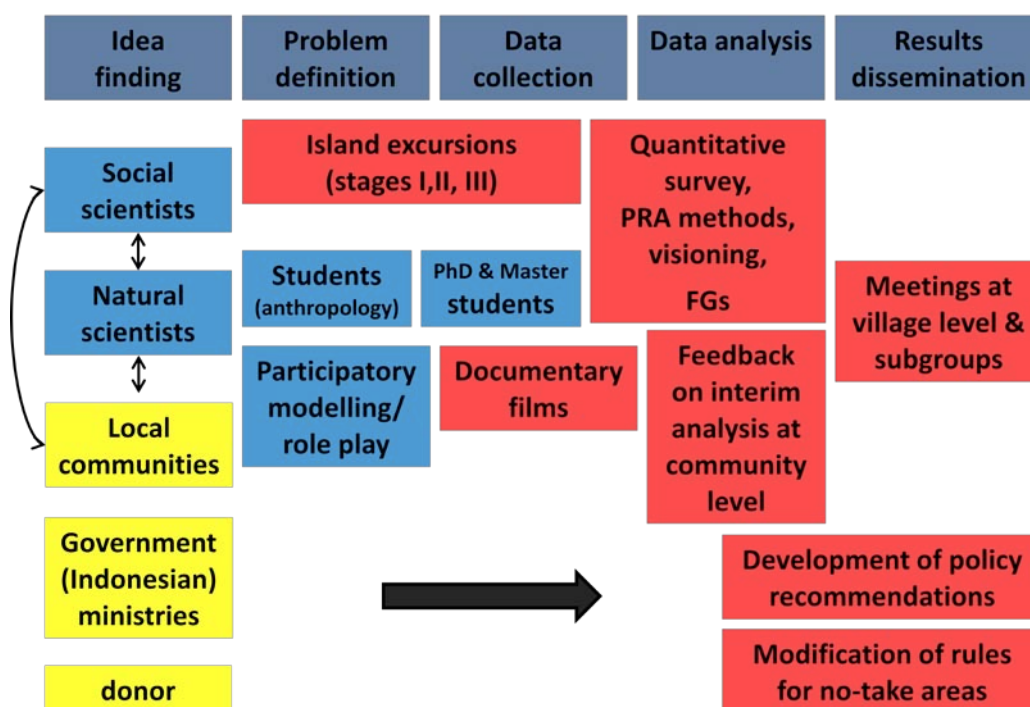 Idea
finding
Problem
definition
Data
collection
Data analysis
Results
dissemination
Social
scientists
Natural
scientists
Local
communities
Government
(Indonesian)
ministries
donor
Island excursions
(stages I,II, III)
Students
(anthropology)
PhD & Master
students
Participatory
modelling/
role play
Documentary
films
Quantitative
survey,
PRA methods,
visioning,
FGs
Feedback
on interim
analysis at
community
level
Meetings at
village level &
subgroups
Development of policy
recommendations
Modification of rules
for no-take areas